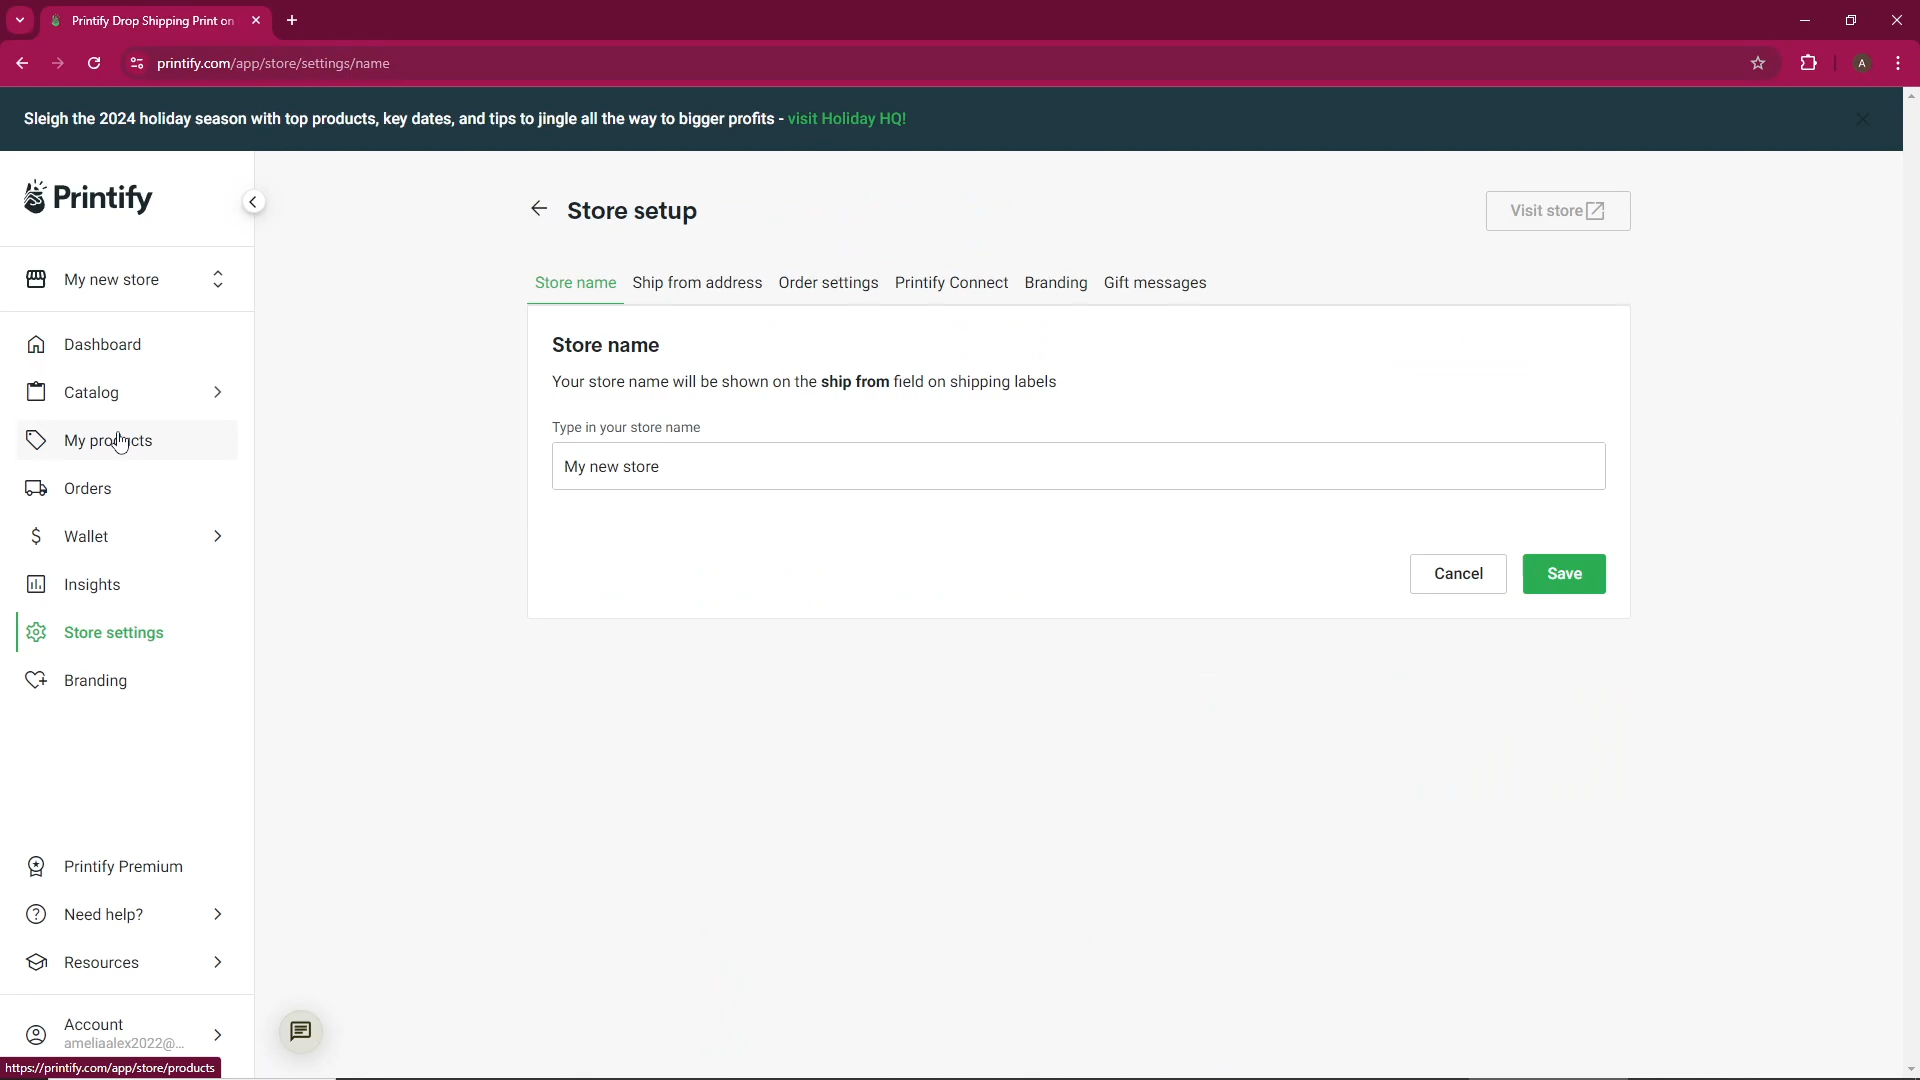 Printify Drop Shipping Print on
printify.com/app/store/settings/name
A
Sleigh the 2024 holiday season with top products, key dates, and tips to jingle all the way to bigger profits - visit Holiday HQ!
Printify
My new store
Dashboard
Catalog
My products
Orders
Wallet
Insights
Store settings
Branding
Printify Premium
Need help?
Resources
Account
ameliaalex2022@...
https://printify.com/app/store/products
Store setup
Visit store
Store name Ship from address Order settings Printify Connect Branding Gift messages
Store name
Your store name will be shown on the ship from field on shipping labels
Type in your store name
My new store
Cancel Save